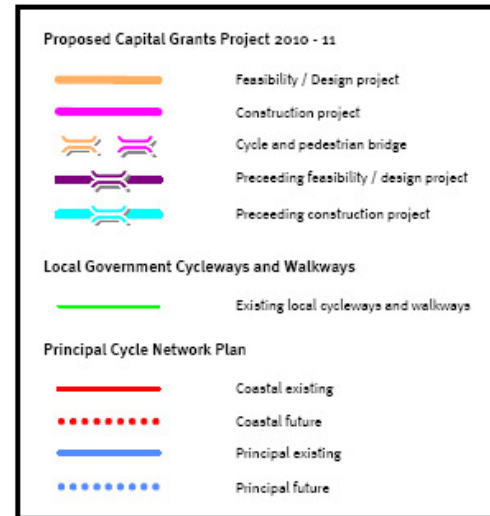 Proposed Capital Grants Project 2010 - 11
Feasibility / Design project
Construction project
Cycle and pedestrian bridge
Preceeding feasibility / design project
Preceeding construction project
Local Government Cycleways and Walkways
Existing local cycleways and walkways
Principal Cycle Network Plan
Coastal existing
Coastal future
Principal existing
Principal future